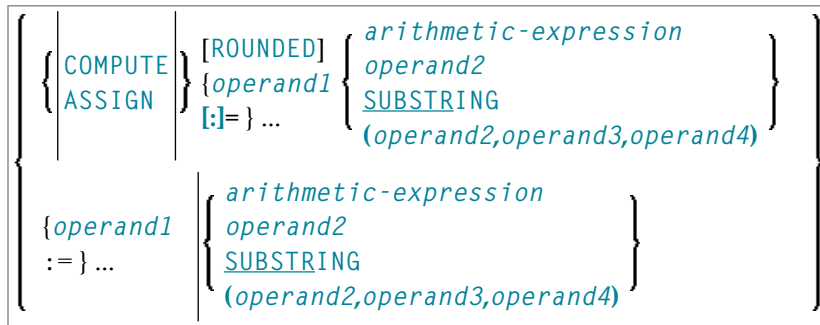 COMPUTE
ASSIGN
[ROUNDED]
{operand1
[:]= } ...
arithmetic-expression
operand2
SUBSTRING
(operand2,operand3,operand4)
{operand1
:= } ...
arithmetic-expression
operand2
SUBSTRING
(operand2,operand3,operand4)